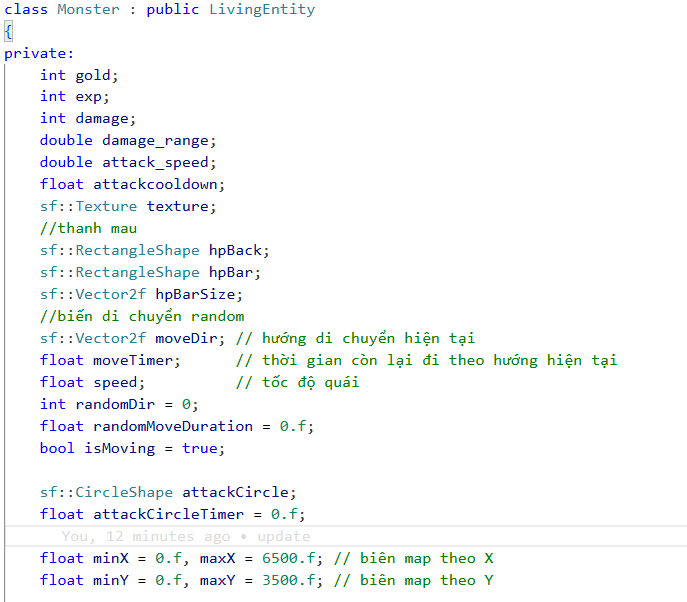 class Monster : public LivingEntity
{
private:
    int gold;
    int exp;
    int damage;
    double damage_range;
    double attack_speed;
    float attackcooldown;
    sf::Texture texture;
    //thanh mau
    sf::RectangleShape hpBack;
    sf::RectangleShape hpBar;
    sf::Vector2f hpBarSize;
    //biến di chuyển random
    sf::Vector2f moveDir; // hướng di chuyển hiện tại
    float moveTimer;      // thời gian còn lại đi theo hướng hiện tại
    float speed;          // tốc độ quái
    int randomDir = 0;
    float randomMoveDuration = 0.f;
    bool isMoving = true;

    sf::CircleShape attackCircle;
    float attackCircleTimer = 0.f;
    You, 12 minutes ago • update
    float minX = 0.f, maxX = 6500.f; // biên map theo X
    float minY = 0.f, maxY = 3500.f; // biên map theo Y